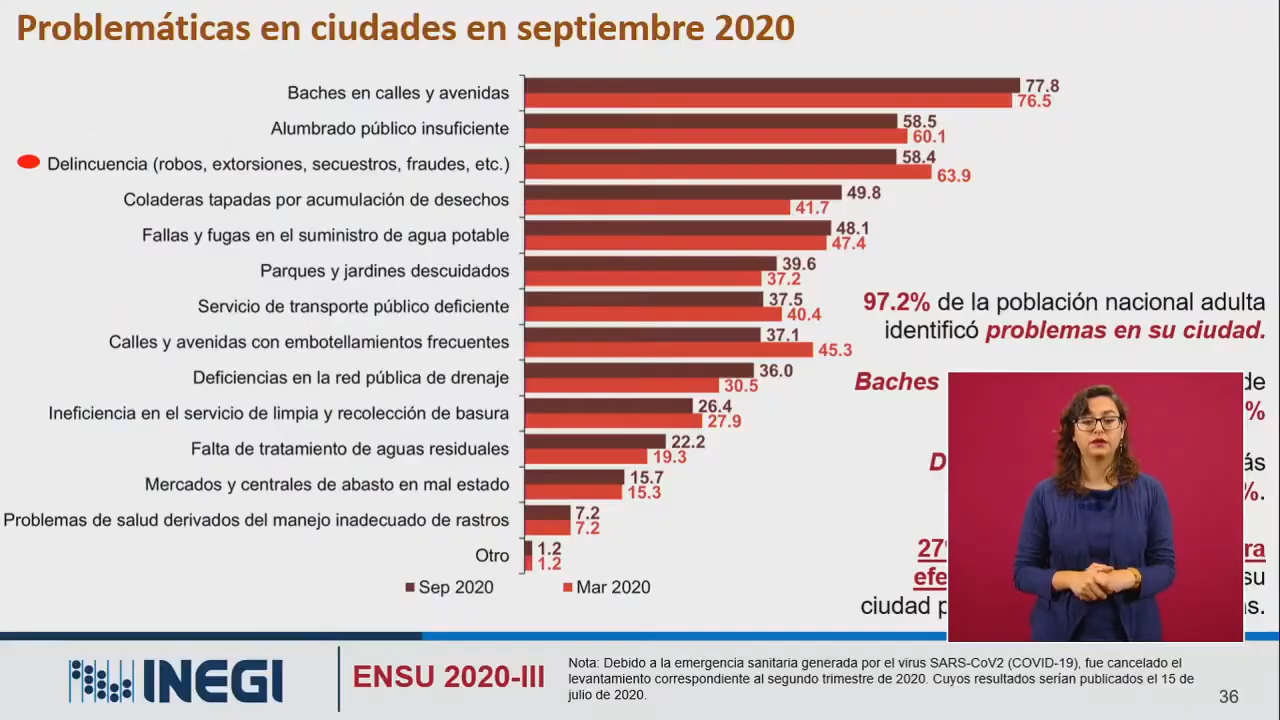 Problemáticas en ciudades en septiembre 2020
Baches en calles y avenidas
77.8
76.5
Alumbrado público insuficiente
58.5
60.1
Delincuencia (robos, extorsiones, secuestros, fraudes, etc.)
58.4
63.9
Coladeras tapadas por acumulación de desechos
49.8
41.7
Fallas y fugas en el suministro de agua potable
48.1
47.4
Parques y jardines descuidados
39.6
37.2
Servicio de transporte público deficiente
37.5
40.4
Calles y avenidas con embotellamientos frecuentes
37.1
45.3
Deficiencias en la red pública de drenaje
36.0
30.5
Ineficiencia en el servicio de limpia y recolección de basura
26.4
27.9
Falta de tratamiento de aguas residuales
22.2
19.3
Mercados y centrales de abasto en mal estado
15.7
15.3
Problemas de salud derivados del manejo inadecuado de rastros
7.2
7.2
Otro
1.2
1.2
Sep 2020
Mar 2020
97.2% de la población nacional adulta
identificó problemas en su ciudad.
Baches de
%
%.
su
ciudad
INEGI
ENSU 2020-III
Nota: Debido a la emergencia sanitaria generada por el virus SARS-CoV2 (COVID-19), fue cancelado el
levantamiento correspondiente al segundo trimestre de 2020. Cuyos resultados serían publicados el 15 de
julio de 2020.
36